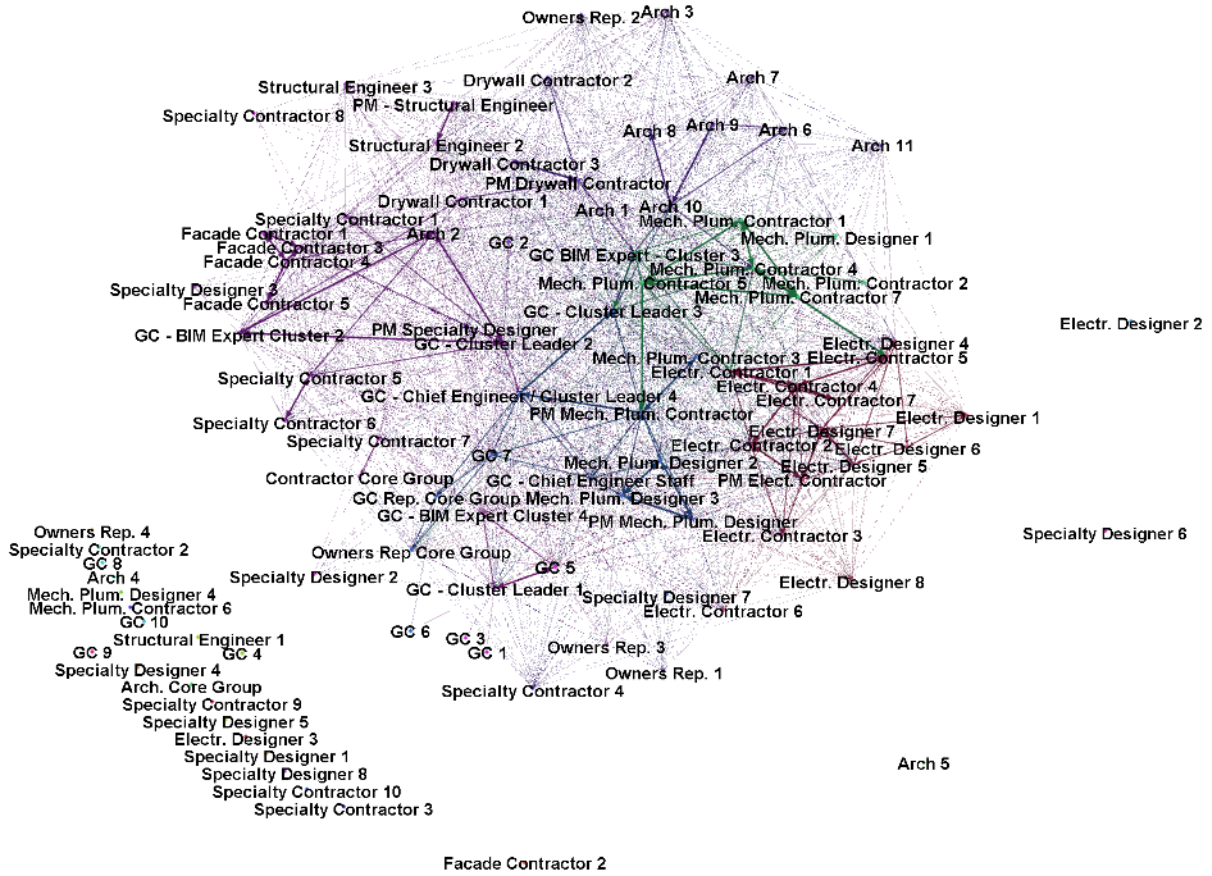 Owners Rep. 2
Arch 3
Structural Engineer 3
Drywall Contractor 2
Arch 7
PM - Structural Engineer
Specialty Contractor 8
Arch 8
Arch 9
Arch 6
Structural Engineer 2
Arch 11
Drywall Contractor 3
PM Drywall Contractor
Drywall Contractor 1
Arch 1
Arch 10
Specialty Contractor 1
Mech. Plum. Contractor 1
Facade Contractor 1
Arch 2
GC 2
Mech. Plum. Designer 1
Facade Contractor 3
GC BIM Expert - Cluster 3
Facade Contractor 4
Mech. Plum. Contractor 4
Mech. Plum. Contractor 5
Mech. Plum. Contractor 2
Specialty Designer 3
Mech. Plum. Contractor 7
Facade Contractor 5
GC - Cluster Leader 3
Electr. Designer 2
GC - BIM Expert Cluster 2
PM Specialty Designer
GC - Cluster Leader 2
Electr. Designer 4
Mech. Plum. Contractor 3
Electr. Contractor 5
Specialty Contractor 5
Electr. Contractor 1
Electr. Contractor 4
GC - Chief Engineer / Cluster Leader 4
Electr. Contractor 7
PM Mech. Plum. Contractor
Electr. Designer 1
Specialty Contractor 6
Electr. Designer 7
Specialty Contractor 7
Electr. Contractor 2
Electr. Designer 6
GC 7
Mech. Plum. Designer 2
Electr. Designer 5
Contractor Core Group
GC - Chief Engineer Staff
PM Elect. Contractor
GC Rep. Core Group
Mech. Plum. Designer 3
GC - BIM Expert Cluster 4
PM Mech. Plum. Designer
Owners Rep. 4
Electr. Contractor 3
Specialty Designer 6
Specialty Contractor 2
Owners Rep Core Group
GC 8
GC 5
Arch 4
Specialty Designer 2
Electr. Designer 8
Mech. Plum. Designer 4
GC - Cluster Leader 1
Specialty Designer 7
Mech. Plum. Contractor 6
Electr. Contractor 6
GC 10
GC 6
Structural Engineer 1
GC 3
GC 9
GC 4
GC 1
Owners Rep. 3
Specialty Designer 4
Owners Rep. 1
Arch. Core Group
Specialty Contractor 4
Specialty Contractor 9
Specialty Designer 5
Electr. Designer 3
Specialty Designer 1
Arch 5
Specialty Designer 8
Specialty Contractor 10
Specialty Contractor 3
Facade Contractor 2